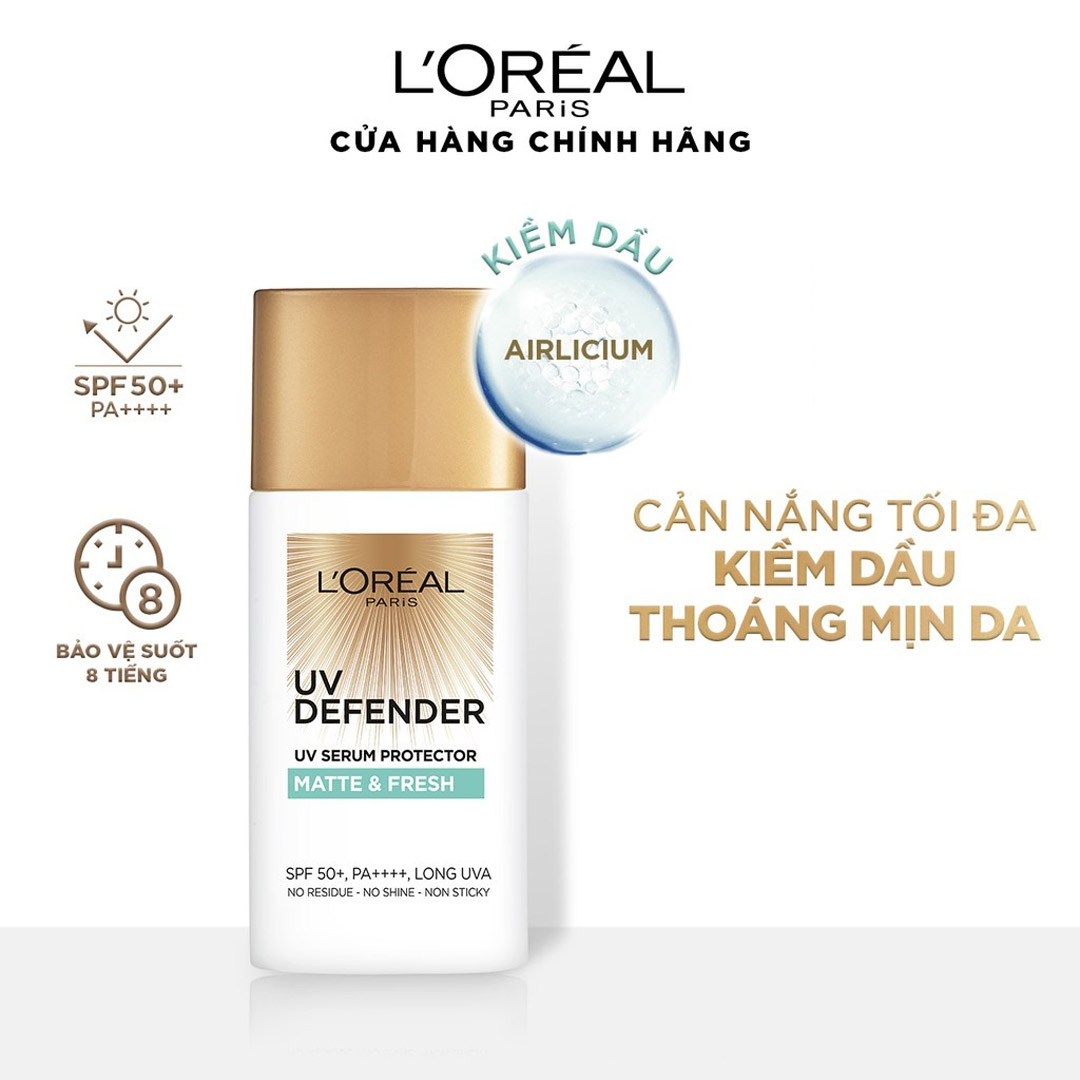 L'ORÉAL
PARiS
CỬA HÀNG CHÍNH HÃNG
KIỀM DẦU
AIRLICIUM
SPF 50+
PA++++
8
BẢO VỆ SUỐT
8 TIẾNG
CẢN NẮNG TỐI ĐA
KIỀM DẦU
THOÁNG MỊN DA
L'ORÉAL
PARiS
UV
DEFENDER
UV SERUM PROTECTOR
MATTE & FRESH
SPF 50+, PA++++, LONG UVA
NO RESIDUE - NO SHINE - NON STICKY